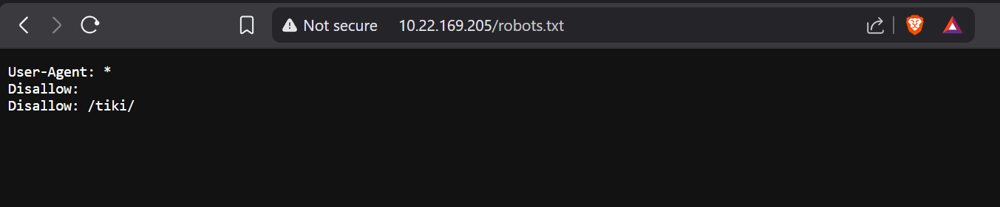 Not secure 10.22.169.205/robots.txt
User-Agent: *
Disallow:
Disallow: /tiki/